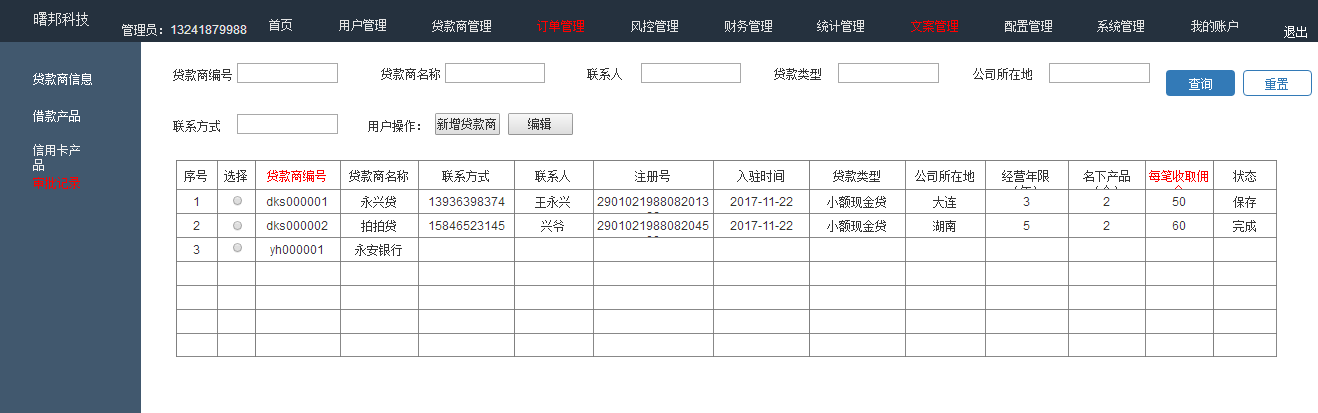 曙邦科技
管理员：13241879988 首页 用户管理 贷款商管理 订单管理 风控管理 财务管理 统计管理 文案管理 配置管理 系统管理 我的账户 退出
贷款商信息
借款产品
信用卡产
品
贷款商编号 贷款商名称 联系人 贷款类型 公司所在地 查询 重置
联系方式 用户操作： 新增贷款商 编辑
序号 选择 贷款商编号 贷款商名称 联系方式 联系人 注册号 入驻时间 贷款类型 公司所在地 经营年限 名下产品 每笔收取佣 状态
1 dks000001 永兴贷 13936398374 王永兴 2901021988082013 2017-11-22 小额现金贷 大连 3 2 50 保存
2 dks000002 拍拍贷 15846523145 兴爷 2901021988082045 2017-11-22 小额现金贷 湖南 5 2 60 完成
3 yh000001 永安银行